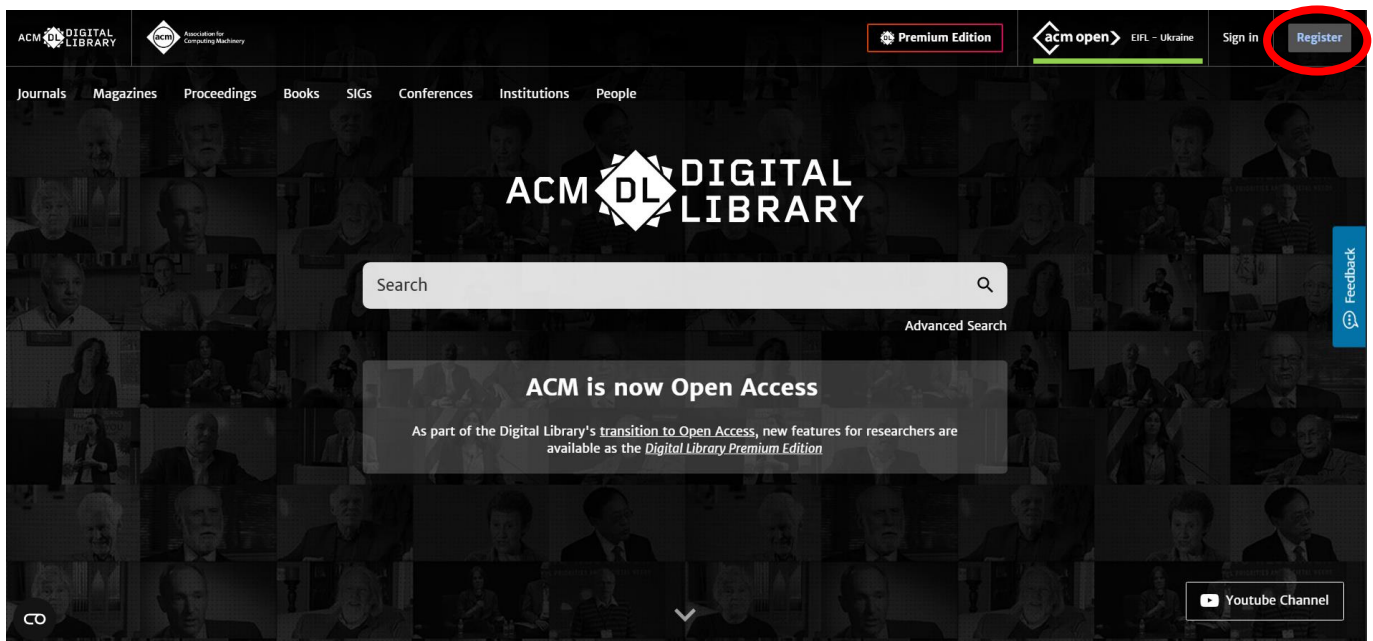 ACM DL DIGITAL LIBRARY
acm Association for Computing Machinery
DL Premium Edition
acm open EIFL – Ukraine
Sign in
Register
Journals Magazines Proceedings Books SIGs Conferences Institutions People
ACM DL DIGITAL
LIBRARY
Search
Advanced Search
Feedback
ACM is now Open Access
As part of the Digital Library's transition to Open Access, new features for researchers are
available as the Digital Library Premium Edition
Youtube Channel